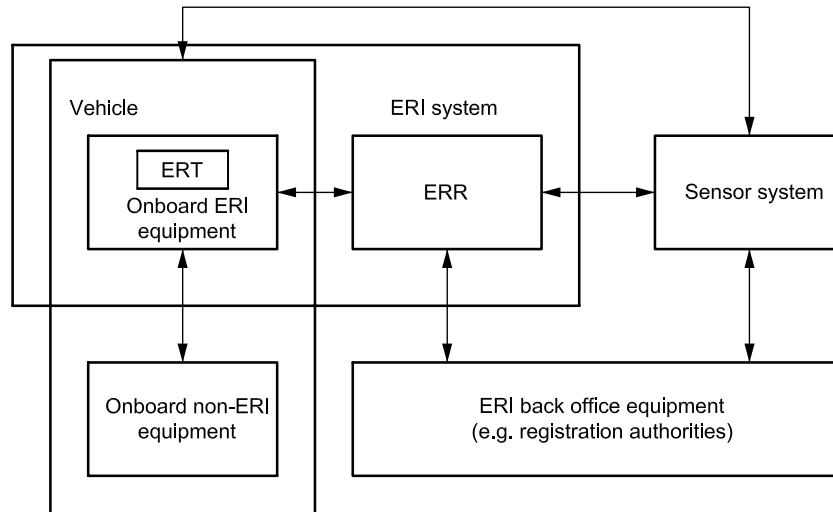 Vehicle
ERI system
ERT
Onboard ERI
equipment
ERR
Sensor system
Onboard non-ERI
equipment
ERI back office equipment
(e.g. registration authorities)